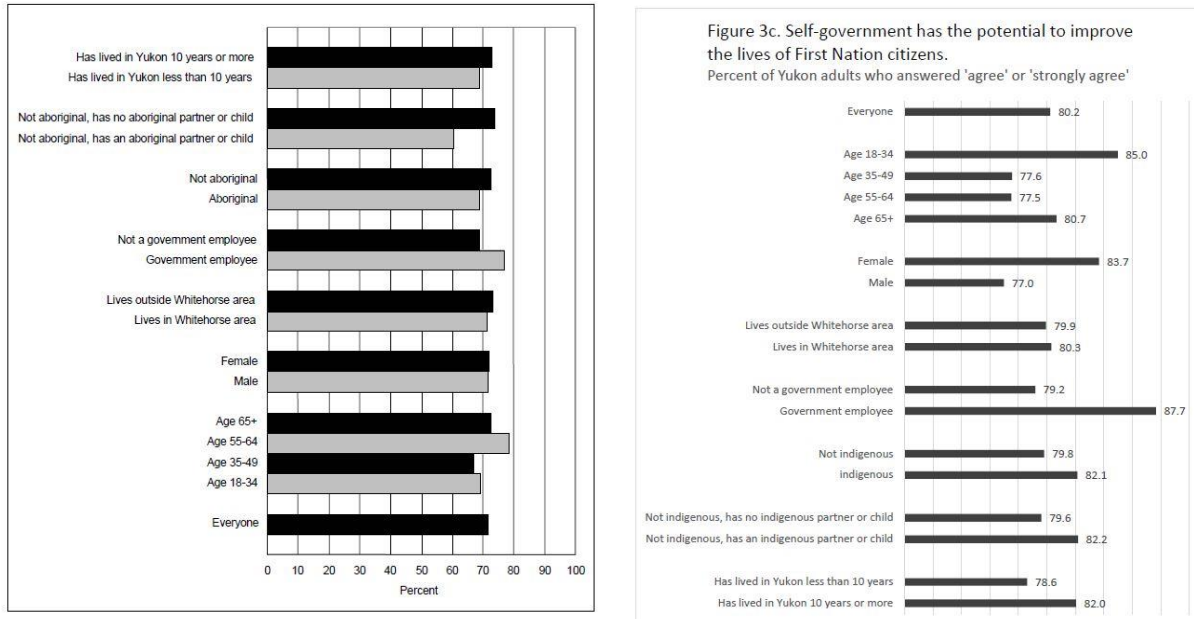 Has lived in Yukon 10 years or more
Has lived in Yukon less than 10 years
Not aboriginal, has no aboriginal partner or child
Not aboriginal, has an aboriginal partner or child
Not aboriginal
Aboriginal
Not a government employee
Government employee
Lives outside Whitehorse area
Lives in Whitehorse area
Female
Male
Age 65+
Age 55-64
Age 35-49
Age 18-34
Everyone
0 10 20 30 40 50 60 70 80 90 100
Percent
Figure 3c. Self-government has the potential to improve
the lives of First Nation citizens.
Percent of Yukon adults who answered 'agree' or 'strongly agree'
Everyone 80.2
Age 18-34 85.0
Age 35-49 77.6
Age 55-64 77.5
Age 65+ 80.7
Female 83.7
Male 77.0
Lives outside Whitehorse area 79.9
Lives in Whitehorse area 80.3
Not a government employee 79.2
Government employee 87.7
Not indigenous 79.8
indigenous 82.1
Not indigenous, has no indigenous partner or child 79.6
Not indigenous, has an indigenous partner or child 82.2
Has lived in Yukon less than 10 years 78.6
Has lived in Yukon 10 years or more 82.0